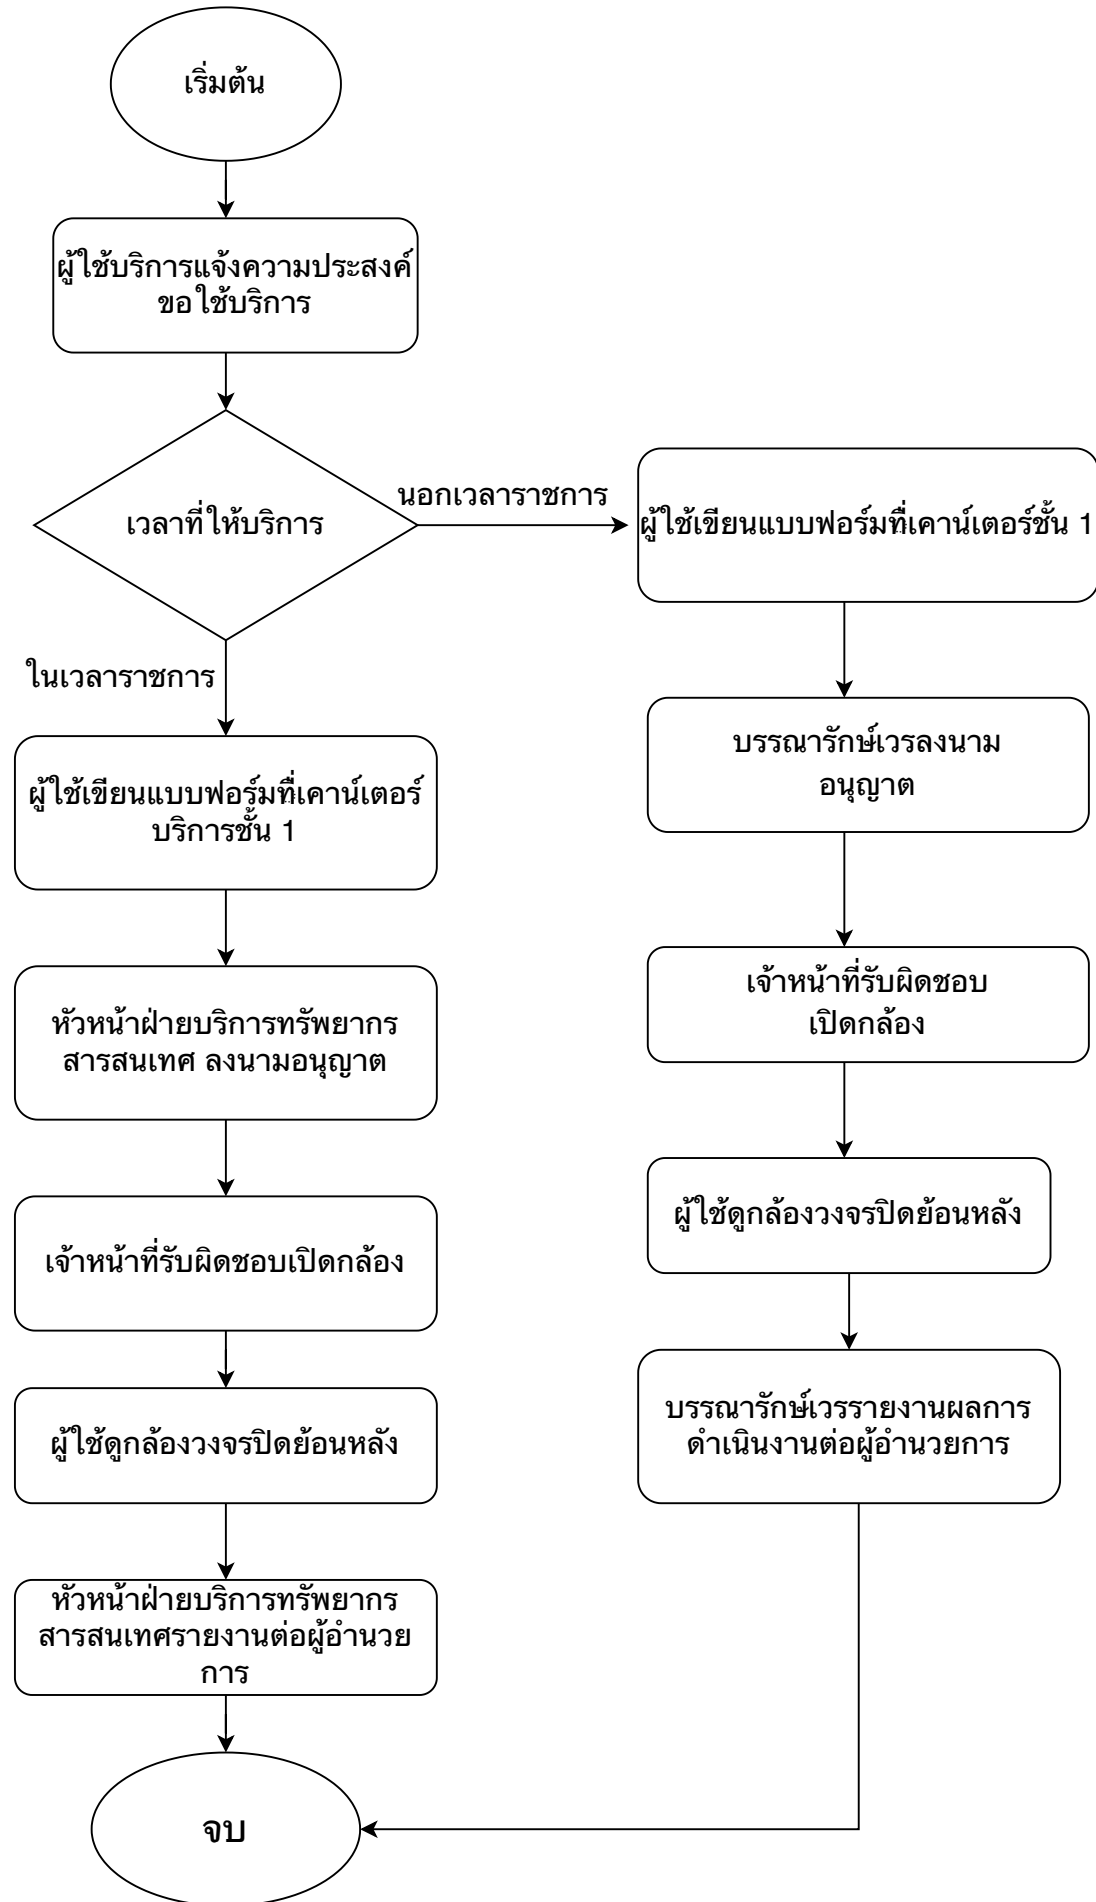 เริ่มต้น
ผู้ใช้บริการแจ้งความประสงค์
ขอใช้บริการ
เวลาที่ให้บริการ
นอกเวลาราชการ
ผู้ใช้เขียนแบบฟอร์มที่เคาน์เตอร์ชั้น 1
ในเวลาราชการ
บรรณารักษ์เวรลงนาม
อนุญาต
ผู้ใช้เขียนแบบฟอร์มที่เคาน์เตอร์
บริการชั้น 1
เจ้าหน้าที่รับผิดชอบ
เปิดกล้อง
หัวหน้าฝ่ายบริการทรัพยากร
สารสนเทศ ลงนามอนุญาต
ผู้ใช้ดูกล้องวงจรปิดย้อนหลัง
เจ้าหน้าที่รับผิดชอบเปิดกล้อง
บรรณารักษ์เวรรายงานผลการ
ดำเนินงานต่อผู้อำนวยการ
ผู้ใช้ดูกล้องวงจรปิดย้อนหลัง
หัวหน้าฝ่ายบริการทรัพยากร
สารสนเทศรายงานต่อผู้อำนวย
การ
จบ